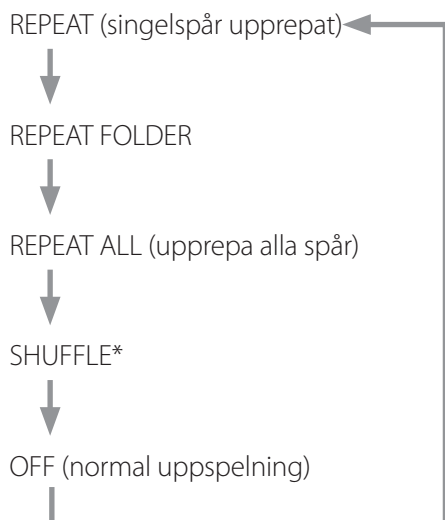 REPEAT (singelspår upprepat)
REPEAT FOLDER
REPEAT ALL (upprepa alla spår)
SHUFFLE*
OFF (normal uppspelning)